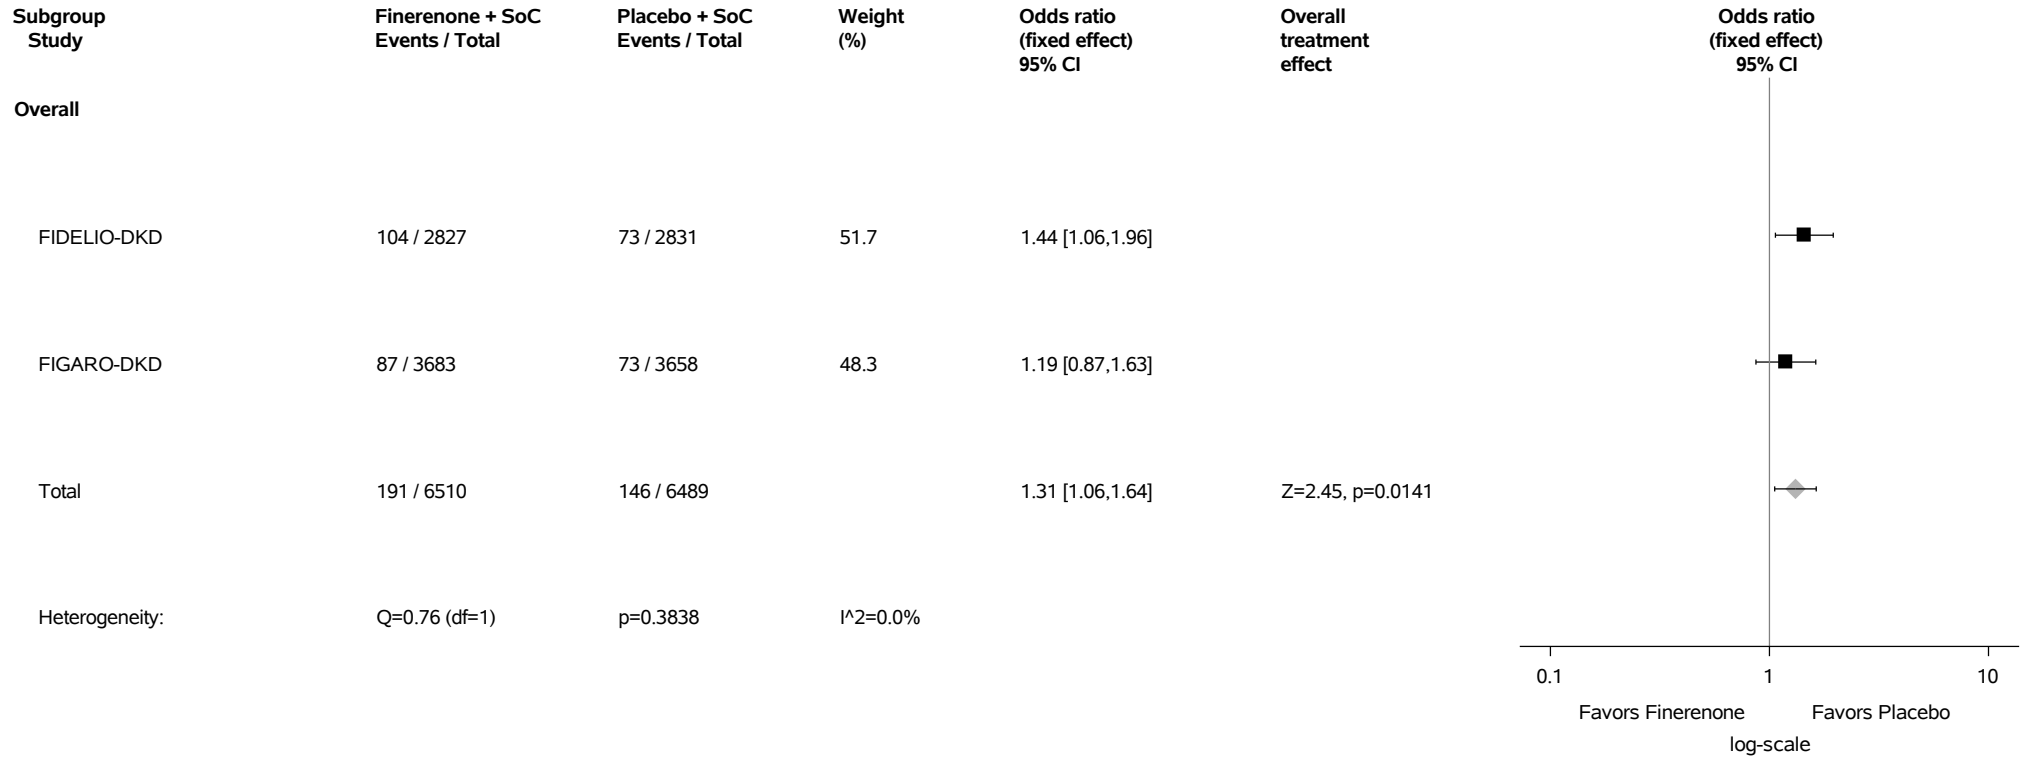 Subgroup Finerenone + SoC Placebo + SoC Weight Odds ratio Overall Odds ratio
Study Events / Total Events / Total (%) (fixed effect) treatment (fixed effect)
95% CI effect 95% CI
Overall
FIDELIO-DKD 104 / 2827 73 / 2831 51.7 1.44 [1.06,1.96]
FIGARO-DKD 87 / 3683 73 / 3658 48.3 1.19 [0.87,1.63]
Total 191 / 6510 146 / 6489 1.31 [1.06,1.64] Z=2.45, p=0.0141
Heterogeneity: Q=0.76 (df=1) p=0.3838 I^2=0.0%
0.1 1 10
Favors Finerenone Favors Placebo
log-scale